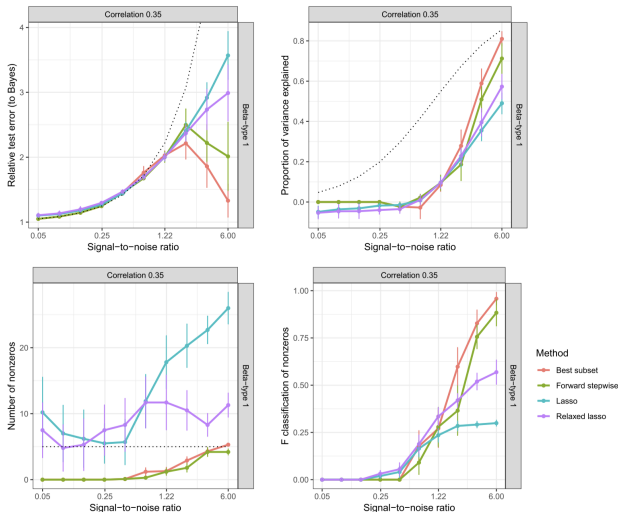 Correlation 0.35
Relative test error (to Bayes)
4
3
2
1
0.05
0.25
1.22
6.00
Signal-to-noise ratio
Beta-type 1
Correlation 0.35
Proportion of variance explained
0.8
0.6
0.4
0.2
0.0
0.05
0.25
1.22
6.00
Signal-to-noise ratio
Beta-type 1
Correlation 0.35
Number of nonzeros
20
10
0
0.05
0.25
1.22
6.00
Signal-to-noise ratio
Beta-type 1
Correlation 0.35
F classification of nonzeros
1.00
0.75
0.50
0.25
0.00
0.05
0.25
1.22
6.00
Signal-to-noise ratio
Beta-type 1
Method
Best subset
Forward stepwise
Lasso
Relaxed lasso